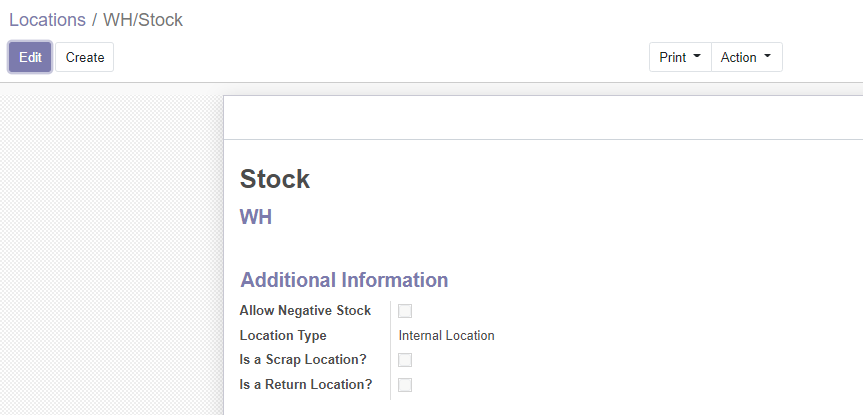 Locations / WH/Stock
Edit Create Print Action
Stock
WH
Additional Information
Allow Negative Stock
Location Type Internal Location
Is a Scrap Location?
Is a Return Location?